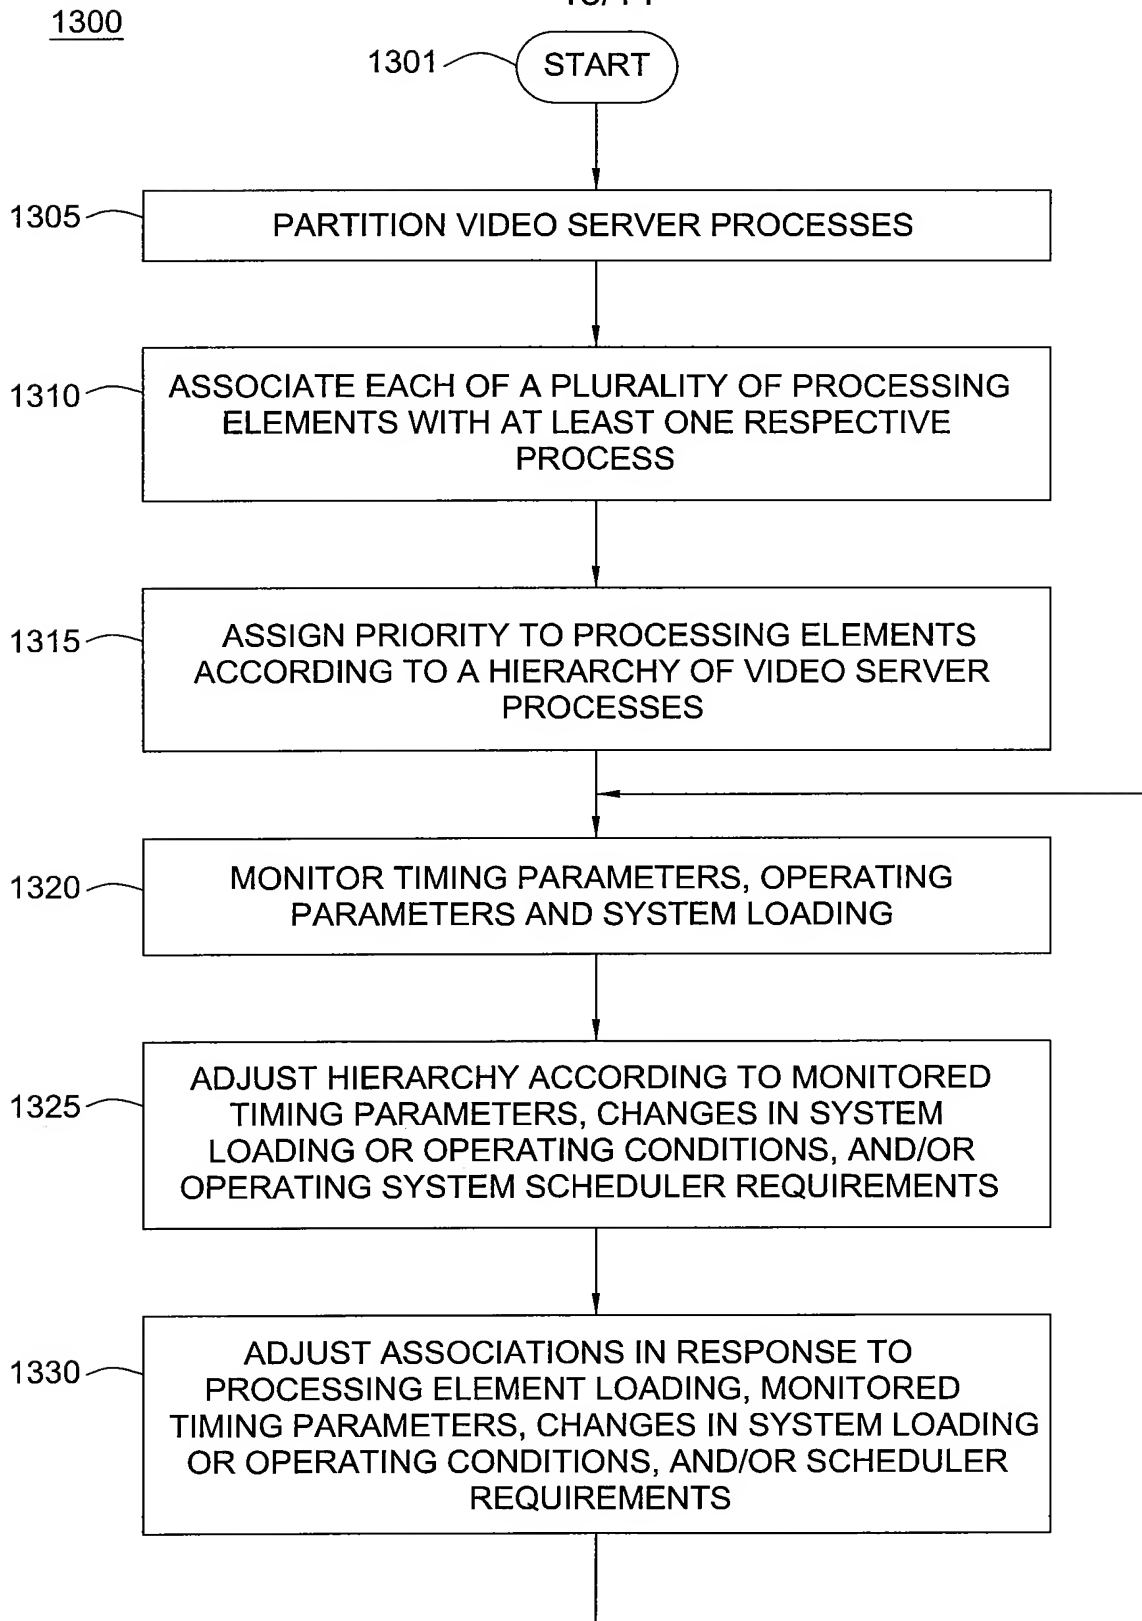 1300
1301
START
1305
PARTITION VIDEO SERVER PROCESSES
1310
ASSOCIATE EACH OF A PLURALITY OF PROCESSING
ELEMENTS WITH AT LEAST ONE RESPECTIVE
PROCESS
1315
ASSIGN PRIORITY TO PROCESSING ELEMENTS
ACCORDING TO A HIERARCHY OF VIDEO SERVER
PROCESSES
1320
MONITOR TIMING PARAMETERS, OPERATING
PARAMETERS AND SYSTEM LOADING
1325
ADJUST HIERARCHY ACCORDING TO MONITORED
TIMING PARAMETERS, CHANGES IN SYSTEM
LOADING OR OPERATING CONDITIONS, AND/OR
OPERATING SYSTEM SCHEDULER REQUIREMENTS
1330
ADJUST ASSOCIATIONS IN RESPONSE TO
PROCESSING ELEMENT LOADING, MONITORED
TIMING PARAMETERS, CHANGES IN SYSTEM LOADING
OR OPERATING CONDITIONS, AND/OR SCHEDULER
REQUIREMENTS